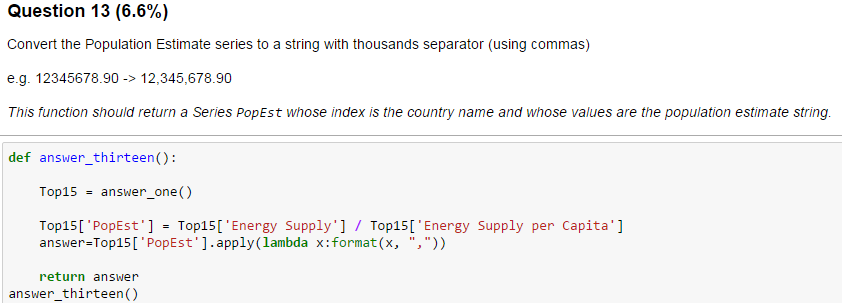 Question 13 (6.6%)
Convert the Population Estimate series to a string with thousands separator (using commas)
e.g. 12345678.90 -> 12,345,678.90
This function should return a Series PopEst whose index is the country name and whose values are the population estimate string.
def answer_thirteen():
    Top15 = answer_one()
    Top15['PopEst'] = Top15['Energy Supply'] / Top15['Energy Supply per Capita']
    answer=Top15['PopEst'].apply(lambda x:format(x, ","))
    return answer
answer_thirteen()